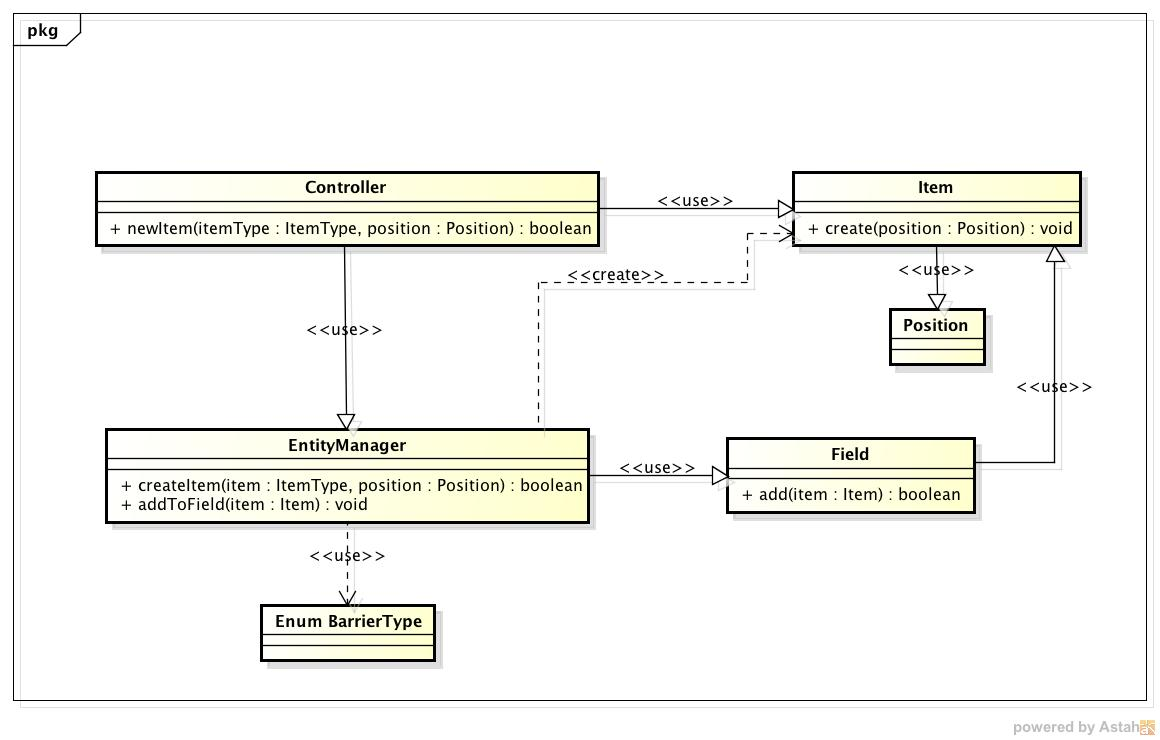 pkg
Controller
+ newItem(itemType : ItemType, position : Position) : boolean
<<use>>
Item
+ create(position : Position) : void
<<create>>
<<use>>
Position
<<use>>
<<use>>
EntityManager
+ createItem(item : ItemType, position : Position) : boolean
+ addToField(item : Item) : void
<<use>>
Field
+ add(item : Item) : boolean
<<use>>
Enum BarrierType
powered by Astah